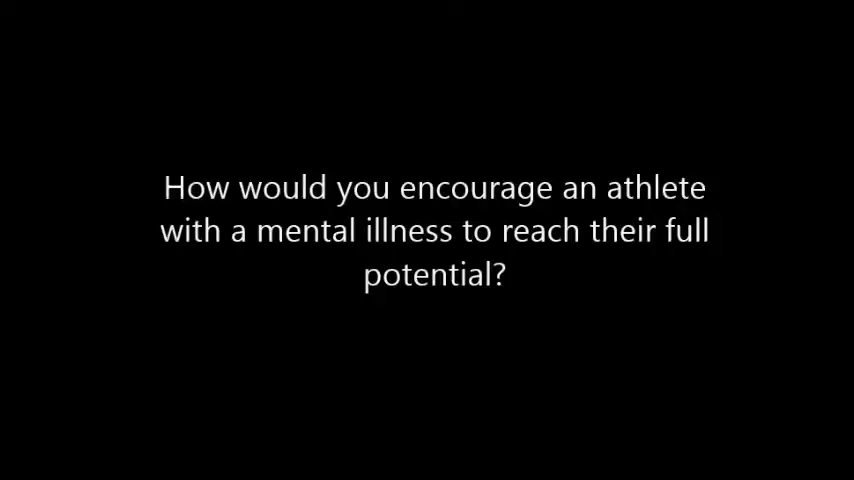 How would you encourage an athlete
with a mental illness to reach their full
potential?